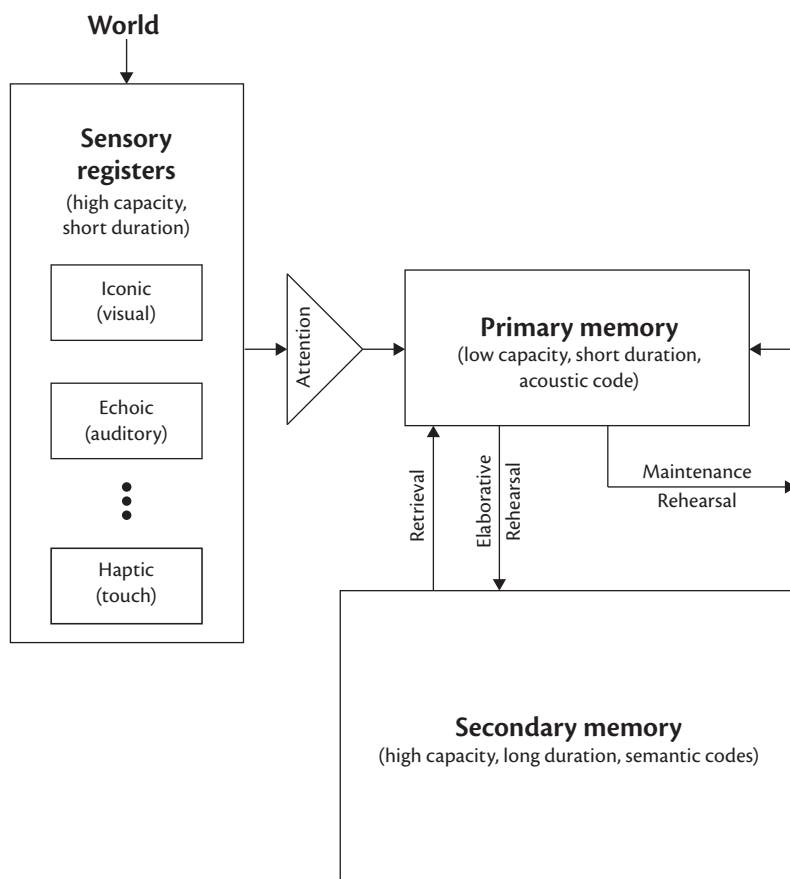 World
Sensory
registers
(high capacity,
short duration)
Iconic
(visual)
Echoic
(auditory)
Haptic
(touch)
Attention
Primary memory
(low capacity, short duration,
acoustic code)
Retrieval
Elaborative
Rehearsal
Maintenance
Rehearsal
Secondary memory
(high capacity, long duration, semantic codes)